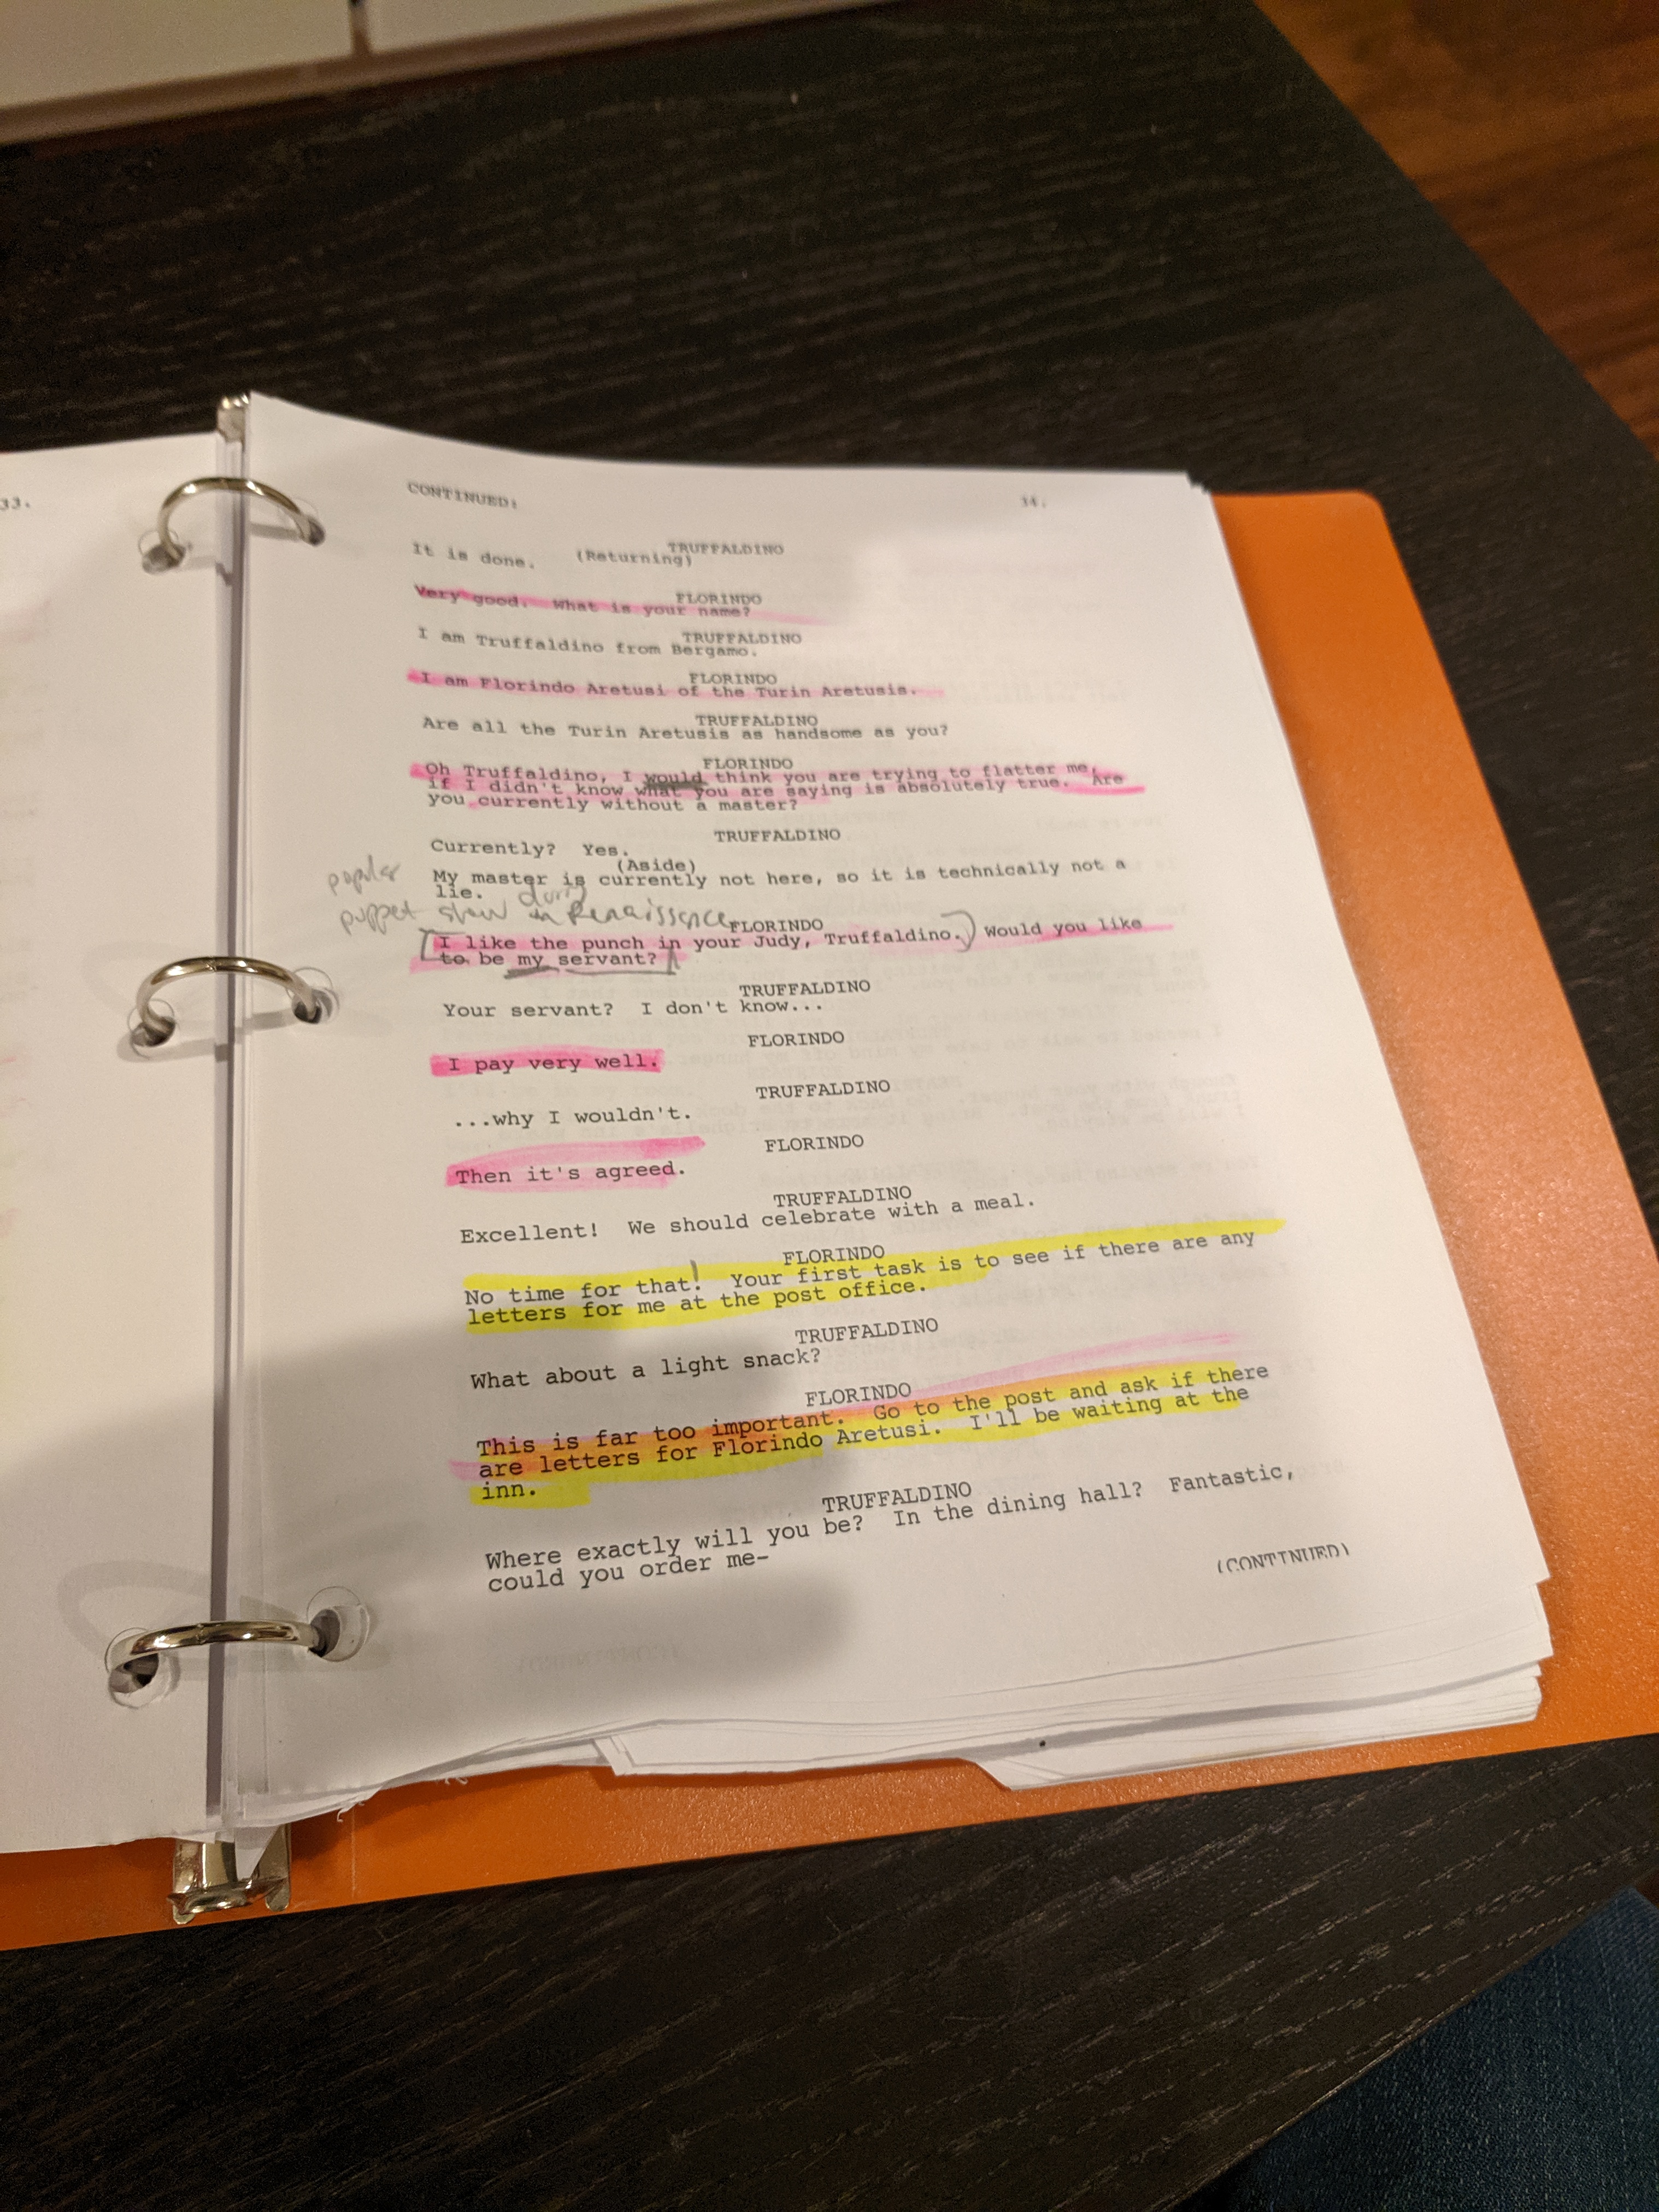 33.
CONTINUED:
34.
TRUFFALDINO
(Returning)
It is done.
FLORINDO
Very good. What is your name?
TRUFFALDINO
I am Truffaldino from Bergamo.
FLORINDO
I am Florindo Aretusi of the Turin Aretusis.
TRUFFALDINO
Are all the Turin Aretusis as handsome as you?
FLORINDO
Oh Truffaldino, I would think you are trying to flatter me,
if I didn't know what you are saying is absolutely true. Are
you currently without a master?
TRUFFALDINO
Currently? Yes.
(Aside)
My master is currently not here, so it is technically not a
lie.
popular
puppet show during Renaissance
FLORINDO
I like the punch in your Judy, Truffaldino. Would you like
to be my servant?
TRUFFALDINO
Your servant? I don't know...
FLORINDO
I pay very well.
TRUFFALDINO
...why I wouldn't.
FLORINDO
Then it's agreed.
TRUFFALDINO
Excellent! We should celebrate with a meal.
FLORINDO
No time for that! Your first task is to see if there are any
letters for me at the post office.
TRUFFALDINO
What about a light snack?
FLORINDO
This is far too important. Go to the post and ask if there
are letters for Florindo Aretusi. I'll be waiting at the
inn.
TRUFFALDINO
Where exactly will you be? In the dining hall? Fantastic,
could you order me-
(CONTINUED)